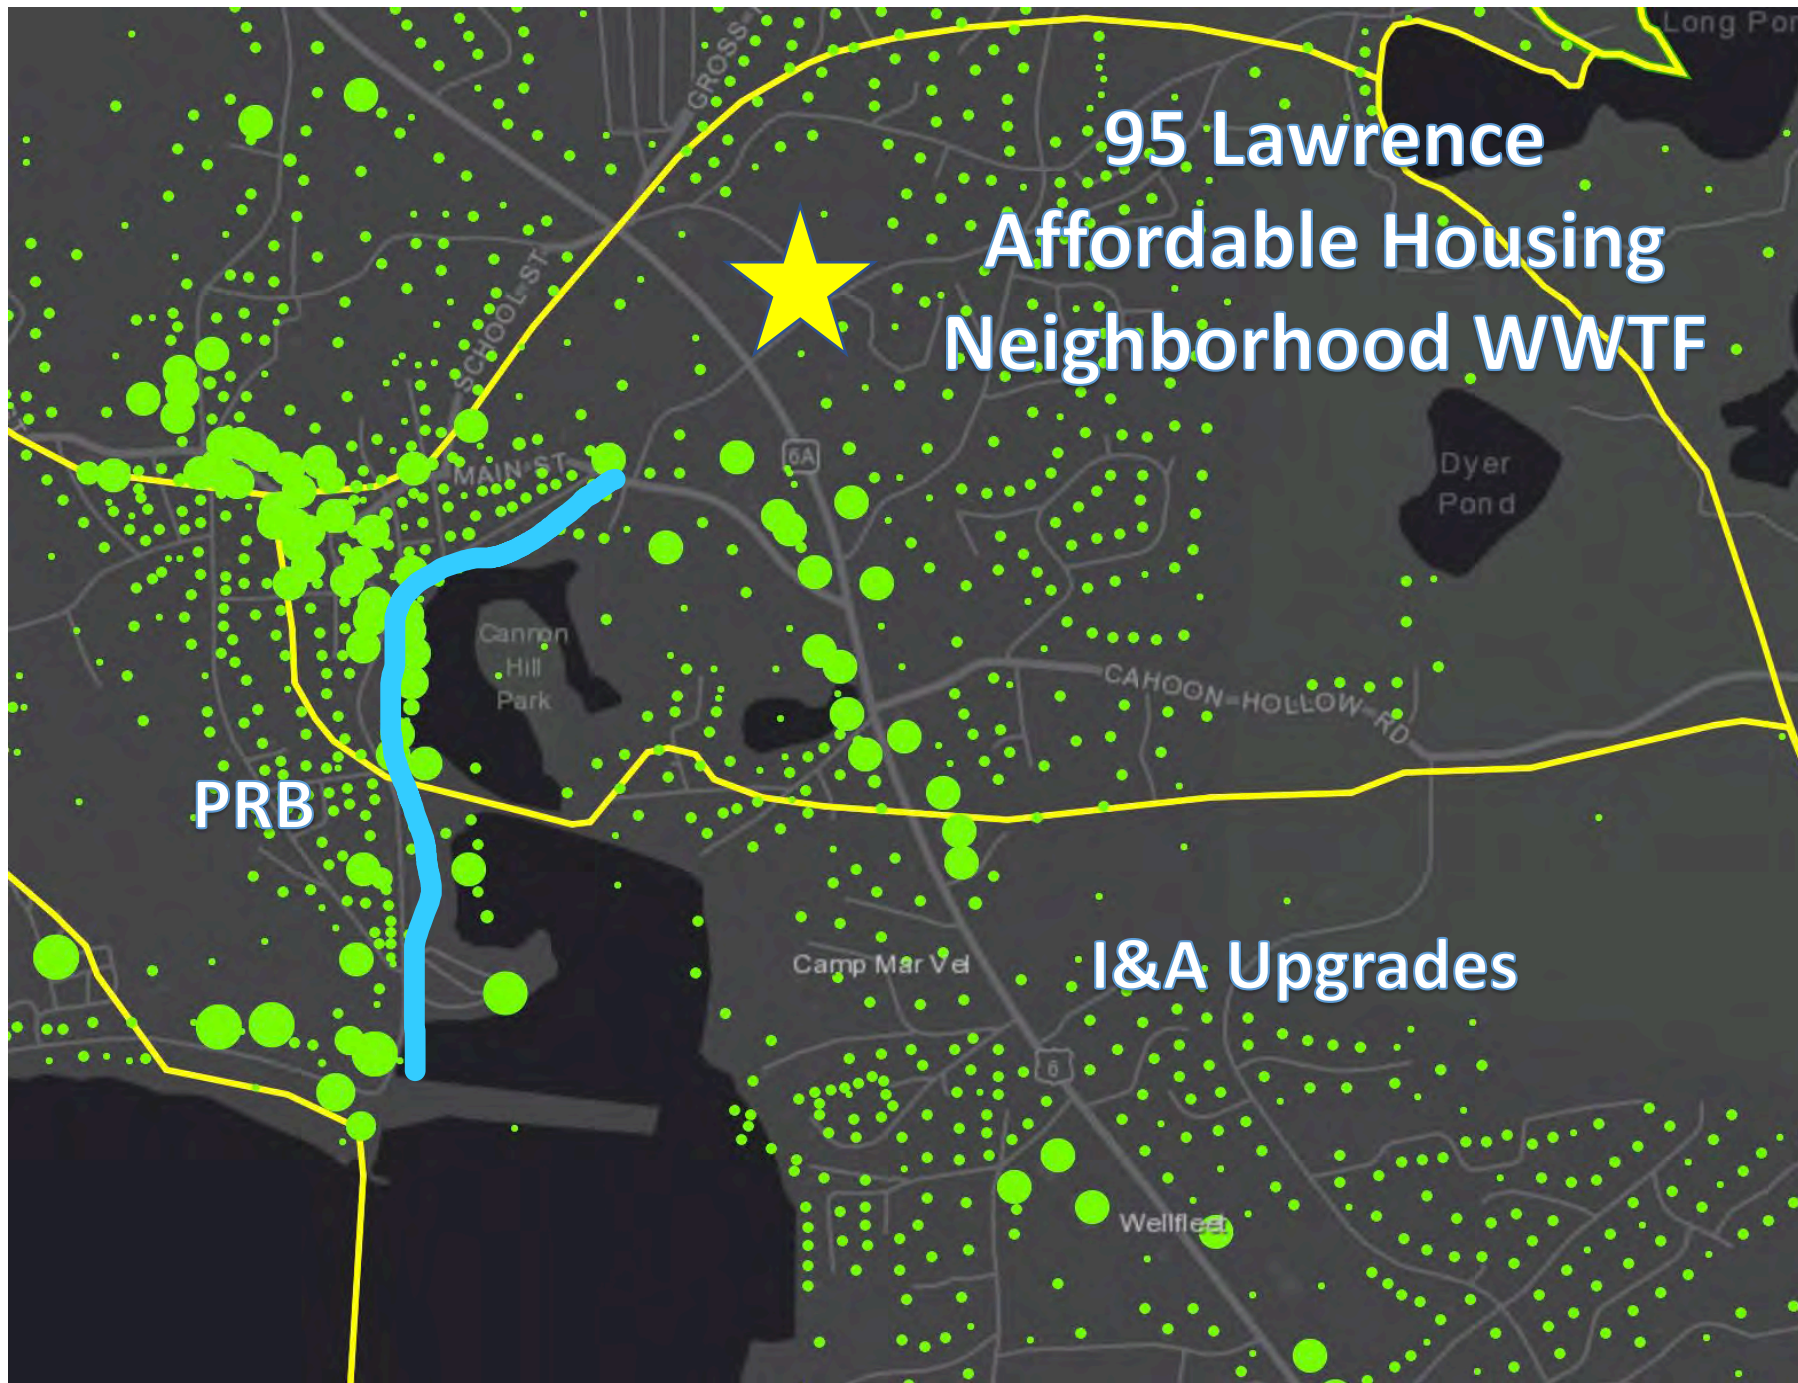 Long Por
GROSS
95 Lawrence
Affordable Housing
Neighborhood WWTF
SCHOOL=ST
6A
MAIN=ST
Dyer
Pond
Cannon
Hill
Park
CAHOON=HOLLOW=RD
PRB
Camp Mar Vel
I&A Upgrades
6
Wellfleet